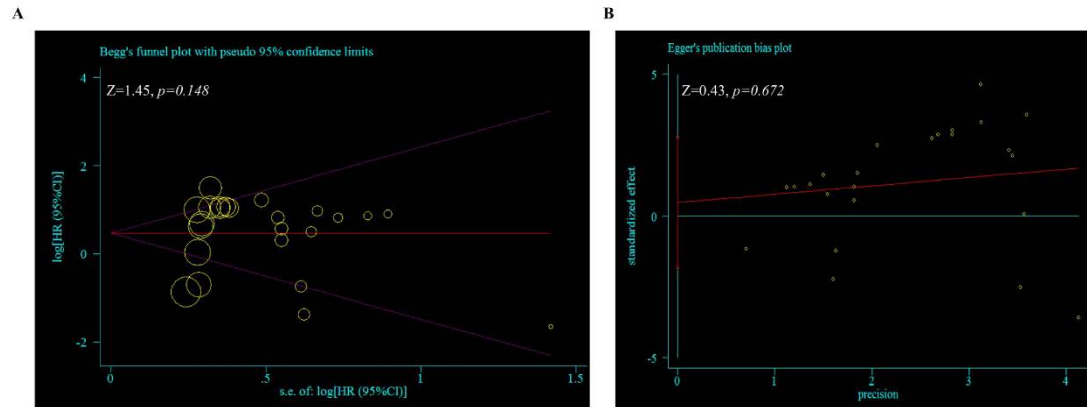 A
Begg's funnel plot with pseudo 95% confidence limits
Z=1.45, p=0.148
log[HR (95%CI)]
4
2
0
-2
0
.5
1
1.5
s.e. of: log[HR (95%CI)]
B
Egger's publication bias plot
Z=0.43, p=0.672
standardized effect
5
0
-5
0
1
2
3
4
precision